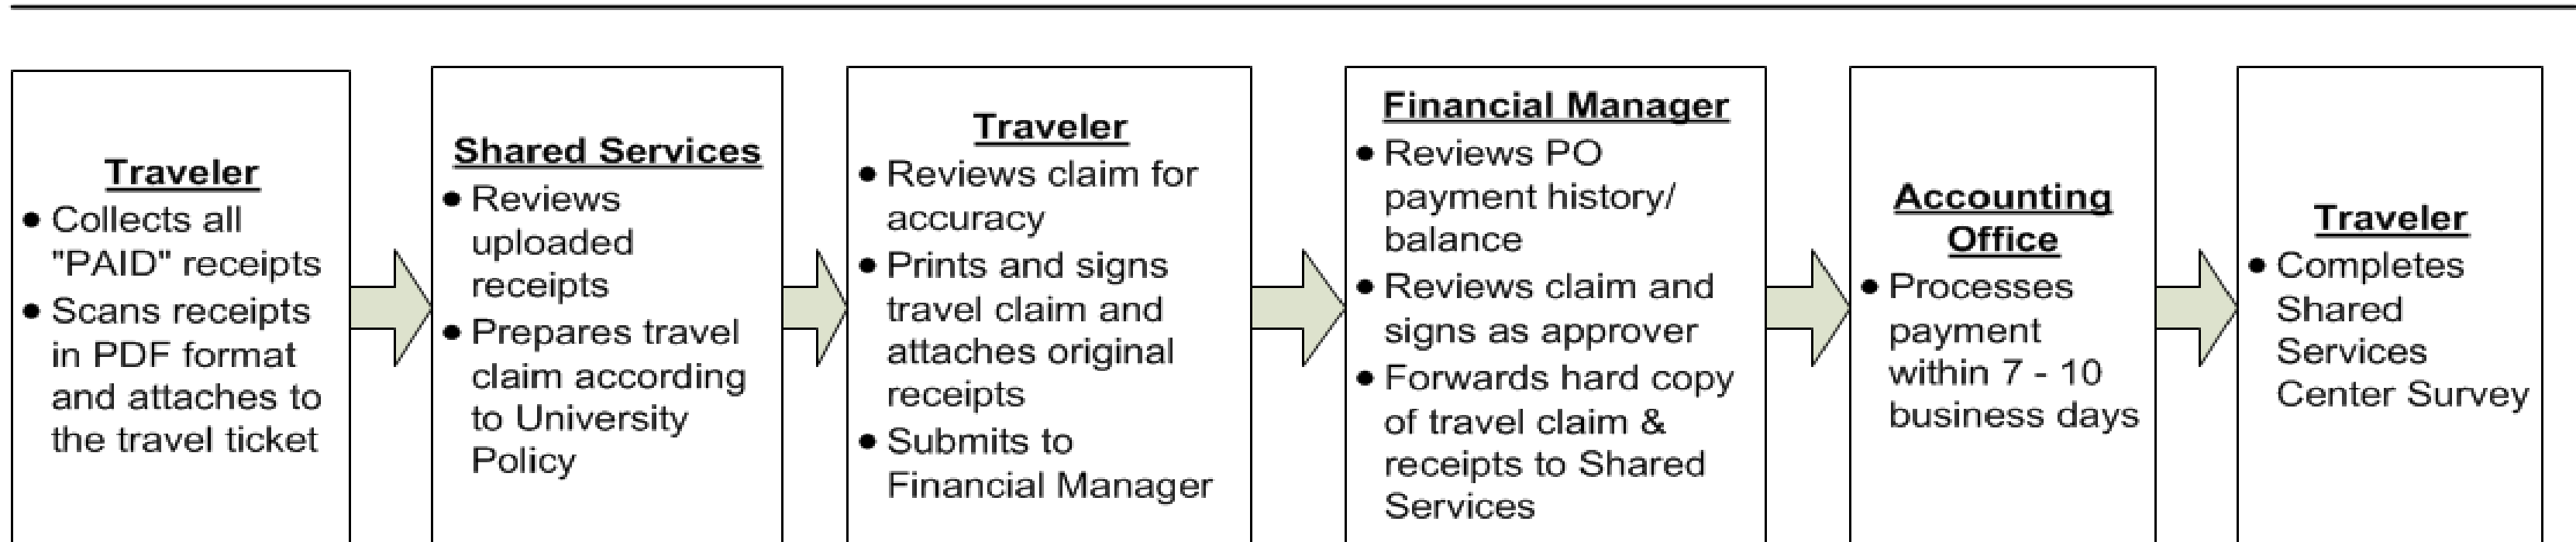 Traveler
• Collects all
"PAID" receipts
• Scans receipts
in PDF format
and attaches to
the travel ticket
Shared Services
• Reviews
uploaded
receipts
• Prepares travel
claim according
to University
Policy
Traveler
• Reviews claim for
accuracy
• Prints and signs
travel claim and
attaches original
receipts
• Submits to
Financial Manager
Financial Manager
• Reviews PO
payment history/
balance
• Reviews claim and
signs as approver
• Forwards hard copy
of travel claim &
receipts to Shared
Services
Accounting
Office
• Processes
payment
within 7 - 10
business days
Traveler
• Completes
Shared
Services
Center Survey